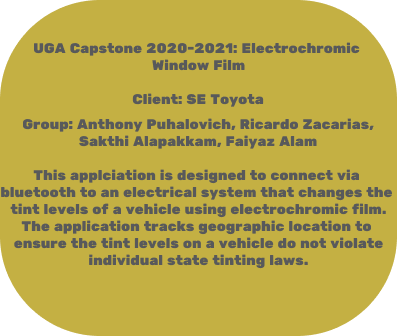 UGA Capstone 2020-2021: Electrochromic
Window Film
Client: SE Toyota
Group: Anthony Puhalovich, Ricardo Zacarias,
Sakthi Alapakkam, Faiyaz Alam
This applciation is designed to connect via
bluetooth to an electrical system that changes the
tint levels of a vehicle using electrochromic film.
The application tracks geographic location to
ensure the tint levels on a vehicle do not violate
individual state tinting laws.